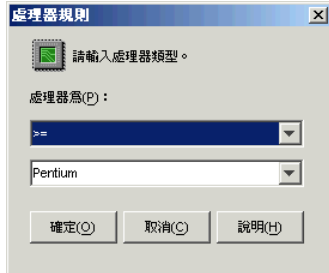 處理器規則
請輸入處理器類型。
處理器為(P)：
>=
Pentium
確定(O)
取消(C)
說明(H)